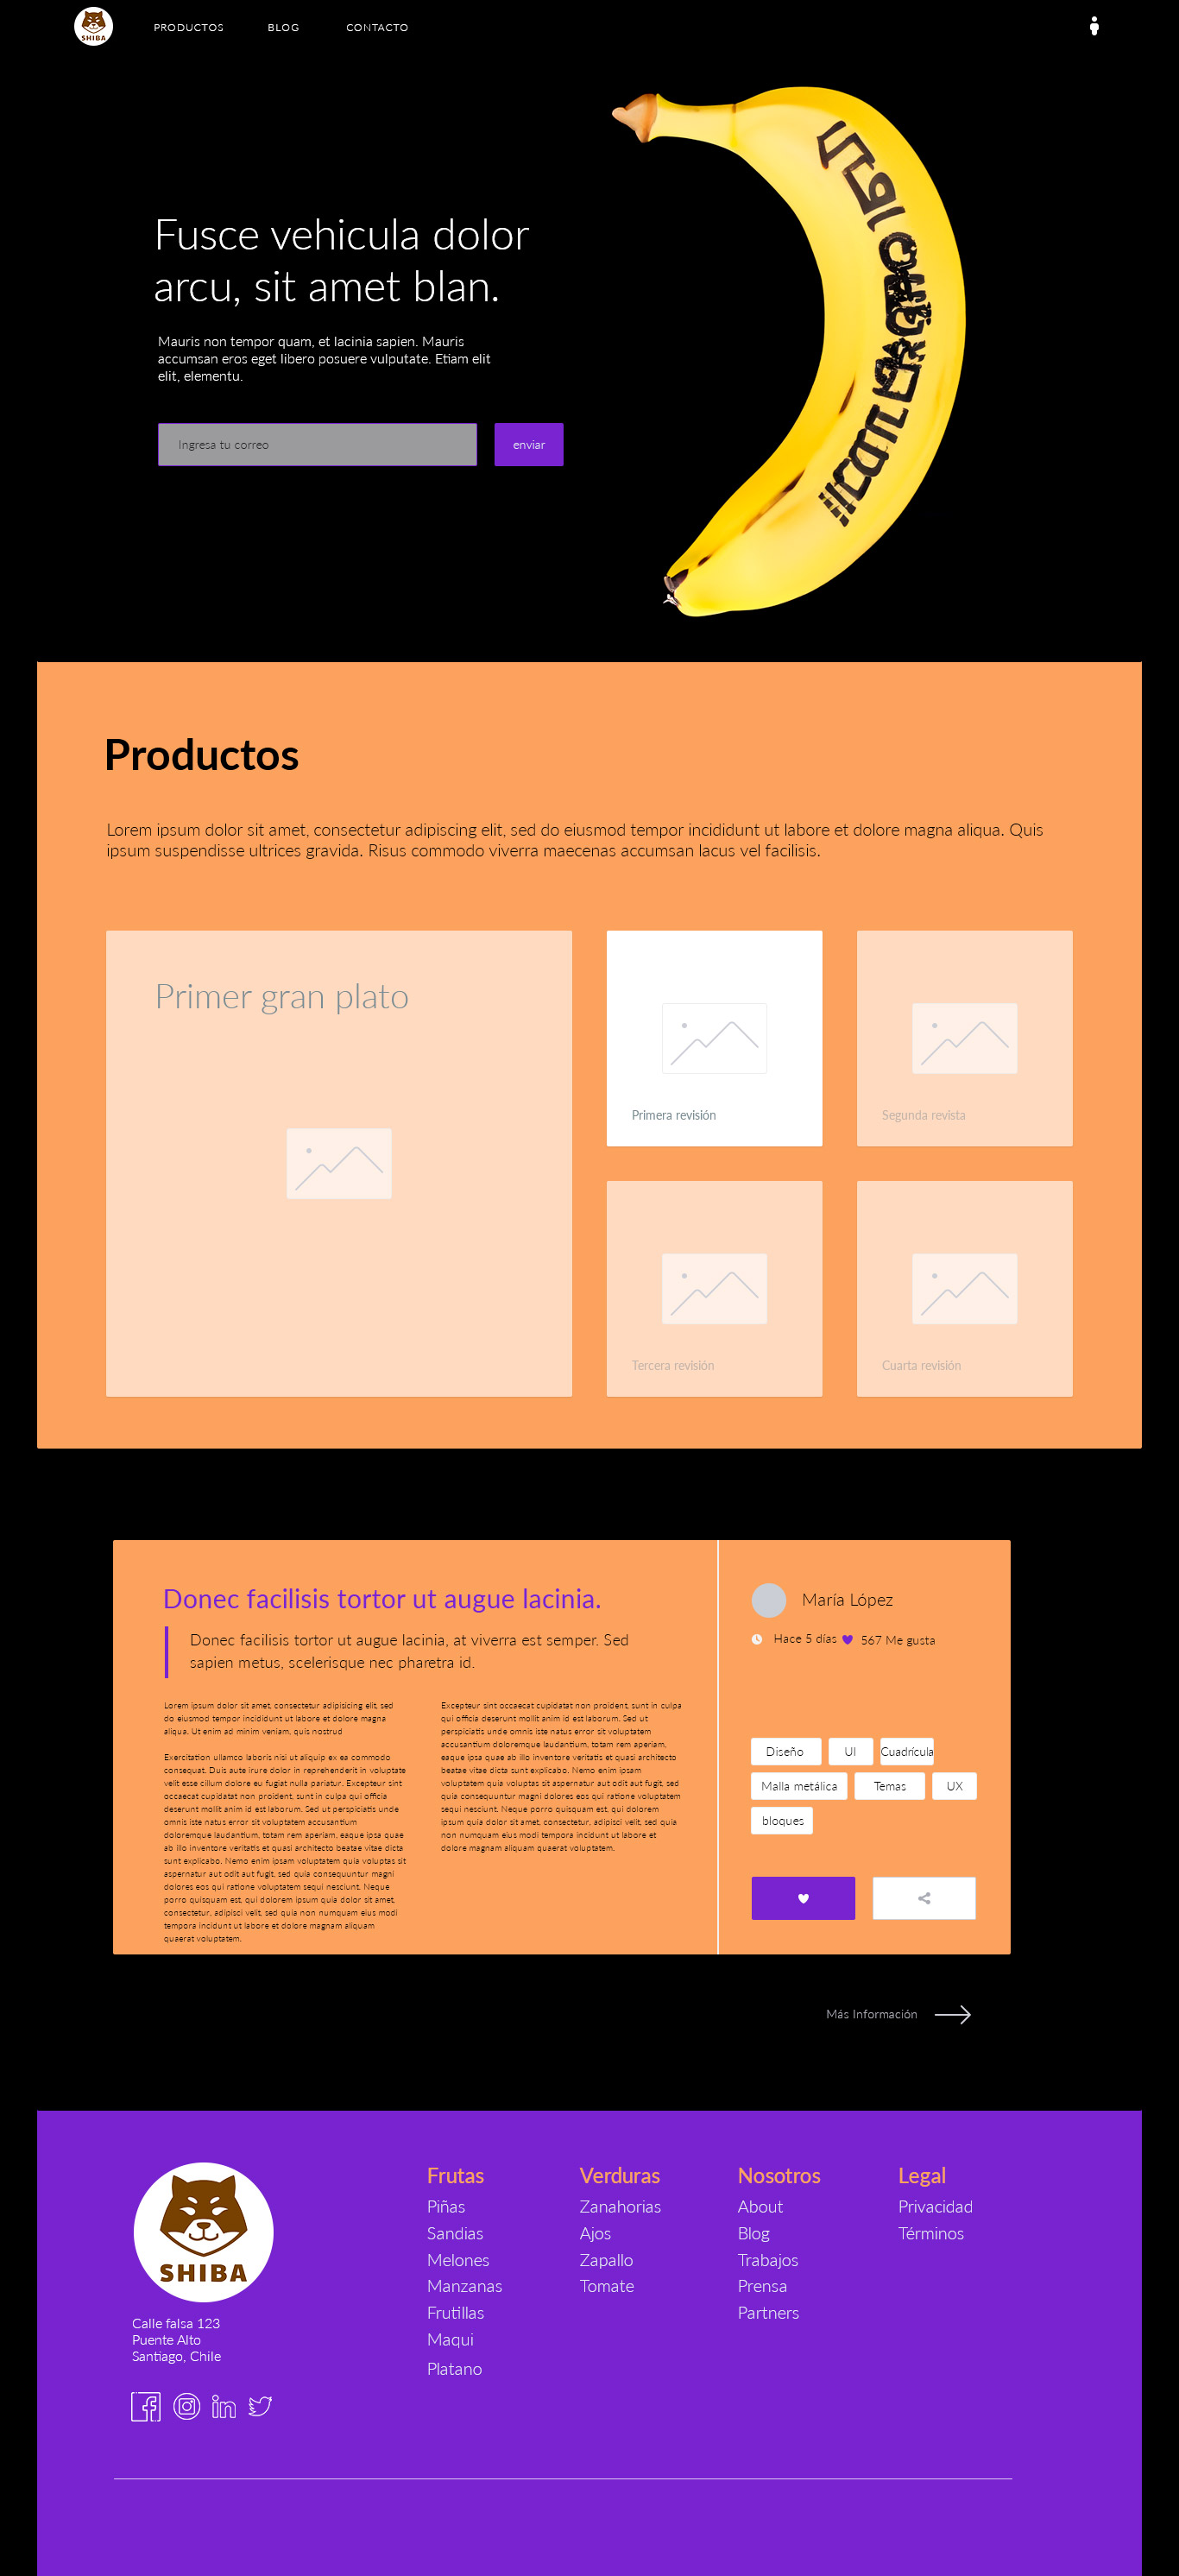 SHIBA
PRODUCTOS
BLOG
CONTACTO
Fusce vehicula dolor
arcu, sit amet blan.
Mauris non tempor quam, et lacinia sapien. Mauris
accumsan eros eget libero posuere vulputate. Etiam elit
elit, elementu.
Ingresa tu correo
enviar
Productos
Lorem ipsum dolor sit amet, consectetur adipiscing elit, sed do eiusmod tempor incididunt ut labore et dolore magna aliqua. Quis
ipsum suspendisse ultrices gravida. Risus commodo viverra maecenas accumsan lacus vel facilisis.
Primer gran plato
Primera revisión
Segunda revista
Tercera revisión
Cuarta revisión
Donec facilisis tortor ut augue lacinia.
Donec facilisis tortor ut augue lacinia, at viverra est semper. Sed
sapien metus, scelerisque nec pharetra id.
Lorem ipsum dolor sit amet, consectetur adipisicing elit, sed
do eiusmod tempor incididunt ut labore et dolore magna
aliqua. Ut enim ad minim veniam, quis nostrud
Exercitation ullamco laboris nisi ut aliquip ex ea commodo
consequat. Duis aute irure dolor in reprehenderit in voluptate
velit esse cillum dolore eu fugiat nulla pariatur. Excepteur sint
occaecat cupidatat non proident, sunt in culpa qui officia
deserunt mollit anim id est laborum. Sed ut perspiciatis unde
omnis iste natus error sit voluptatem accusantium
doloremque laudantium, totam rem aperiam, eaque ipsa quae
ab illo inventore veritatis et quasi architecto beatae vitae dicta
sunt explicabo. Nemo enim ipsam voluptatem quia voluptas sit
aspernatur aut odit aut fugit, sed quia consequuntur magni
dolores eos qui ratione voluptatem sequi nesciunt. Neque
porro quisquam est, qui dolorem ipsum quia dolor sit amet,
consectetur, adipisci velit, sed quia non numquam eius modi
tempora incidunt ut labore et dolore magnam aliquam
quaerat voluptatem.
Excepteur sint occaecat cupidatat non proident, sunt in culpa
qui officia deserunt mollit anim id est laborum. Sed ut
perspiciatis unde omnis iste natus error sit voluptatem
accusantium doloremque laudantium, totam rem aperiam,
eaque ipsa quae ab illo inventore veritatis et quasi architecto
beatae vitae dicta sunt explicabo. Nemo enim ipsam
voluptatem quia voluptas sit aspernatur aut odit aut fugit, sed
quia consequuntur magni dolores eos qui ratione voluptatem
sequi nesciunt. Neque porro quisquam est, qui dolorem
ipsum quia dolor sit amet, consectetur, adipisci velit, sed quia
non numquam eius modi tempora incidunt ut labore et
dolore magnam aliquam quaerat voluptatem.
María López
Hace 5 días
567 Me gusta
Diseño
UI
Cuadrícula
Malla metálica
Temas
UX
bloques
Más Información
SHIBA
Calle falsa 123
Puente Alto
Santiago, Chile
Frutas
Piñas
Sandias
Melones
Manzanas
Frutillas
Maqui
Platano
Verduras
Zanahorias
Ajos
Zapallo
Tomate
Nosotros
About
Blog
Trabajos
Prensa
Partners
Legal
Privacidad
Términos